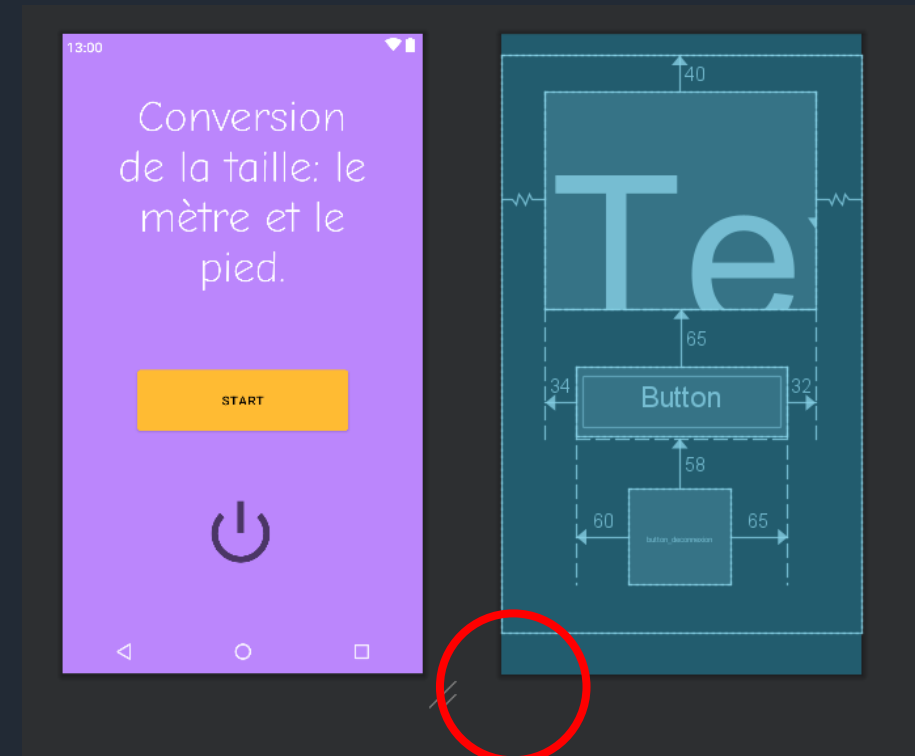 13:00
Conversion
de la taille: le
mètre et le
pied.
START
40
Te
65
34
Button
32
58
60
button_deconnexion
65